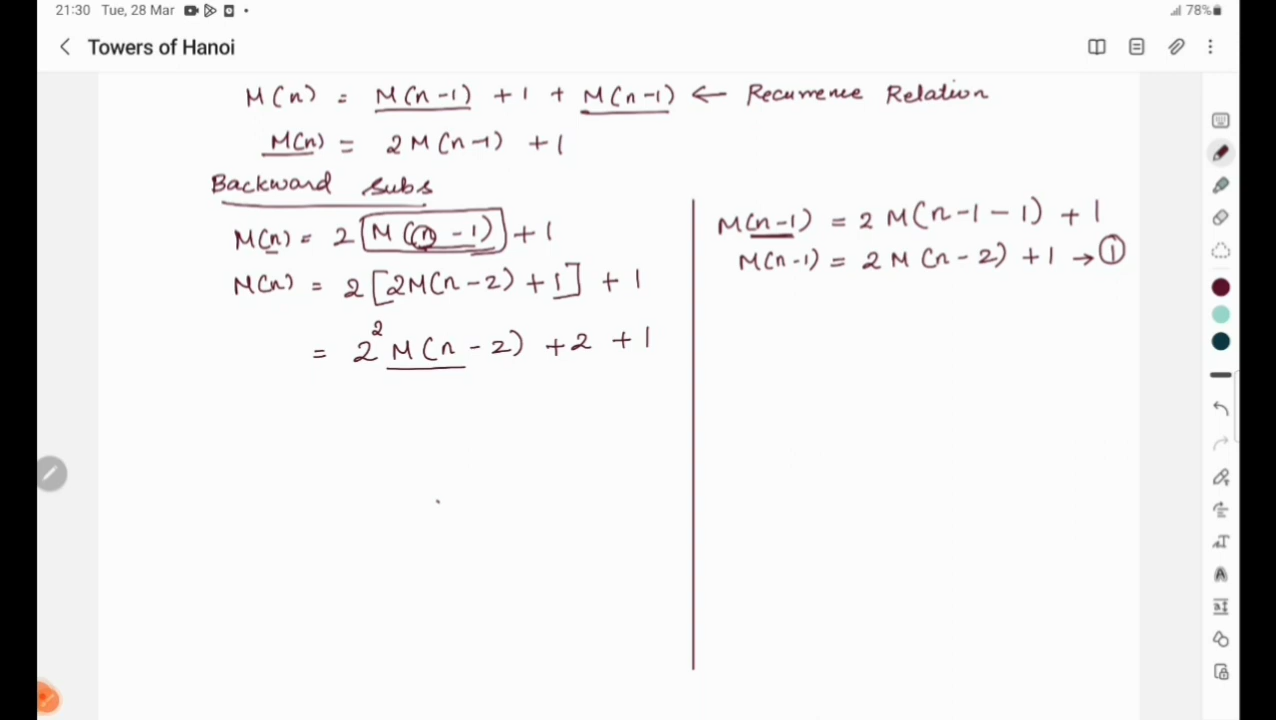 21:30 Tue, 28 Mar
78%
Towers of Hanoi
M(n) = M(n-1) + 1 + M(n-1) ← Recurrence Relation
M(n) = 2M(n-1) + 1
Backward subs
M(n) = 2 M(n-1) + 1
M(n) = 2[2M(n-2) + 1] + 1
= 2² M(n-2) + 2 + 1
M(n-1) = 2M(n-1-1) + 1
M(n-1) = 2M(n-2) + 1 → ①